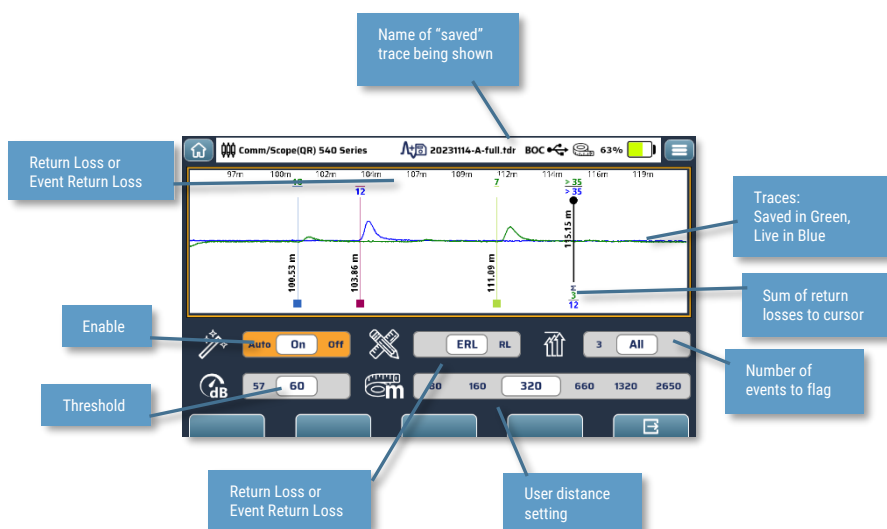 Name of “saved”
trace being shown
Comm/Scope(QR) 540 Series
20231114-A-full.tdr
BOC
63%
Return Loss or
Event Return Loss
97m 100m 102m 104m 107m 109m 112m 114m 116m 119m
12
7
> 35
> 35
100.53 m
103.86 m
111.09 m
115.15 m
12
Traces:
Saved in Green,
Live in Blue
Sum of return
losses to cursor
Enable
Auto On Off
ERL RL
3 All
Number of
events to flag
Threshold
dB
57 60
m
160 320 660 1320 2650
Return Loss or
Event Return Loss
User distance
setting